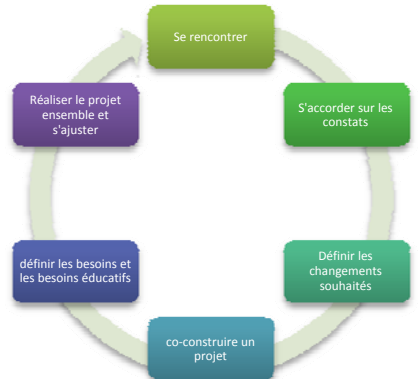 Se rencontrer
S'accorder sur les
constats
Définir les
changements
souhaités
co-construire un
projet
définir les besoins et
les besoins éducatifs
Réaliser le projet
ensemble et
s'ajuster